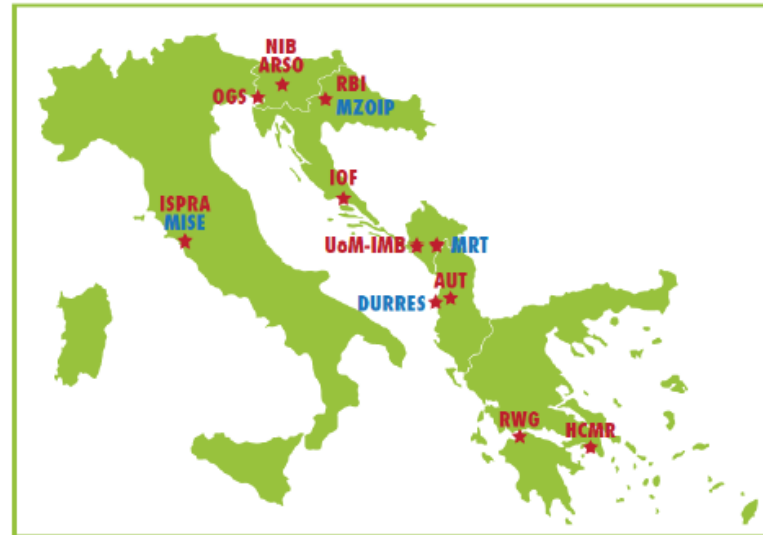 NIB
ARSO
OGS
RBI
MZOIP
IOF
ISPRA
MISE
UoM-IMB
MRT
AUT
DURRES
RWG
HCMR